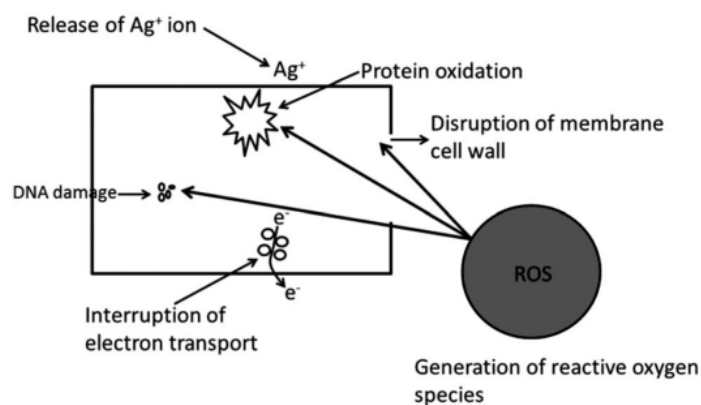 Release of Ag⁺ ion
Ag⁺
Protein oxidation
Disruption of membrane
cell wall
DNA damage
e⁻
e⁻
ROS
Interruption of
electron transport
Generation of reactive oxygen
species